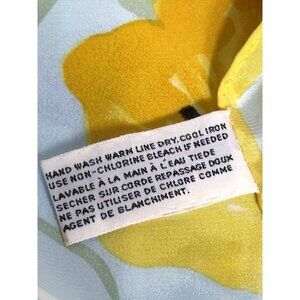 HAND WASH WARM LINE DRY. COOL IRON
USE NON-CHLORINE BLEACH IF NEEDED
LAVABLE À LA MAIN À L'EAU TIEDE
SECHER SUR CORDE REPASSAGE DOUX
NE PAS UTILISER DE CHLORE COMME
AGENT DE BLANCHIMENT.